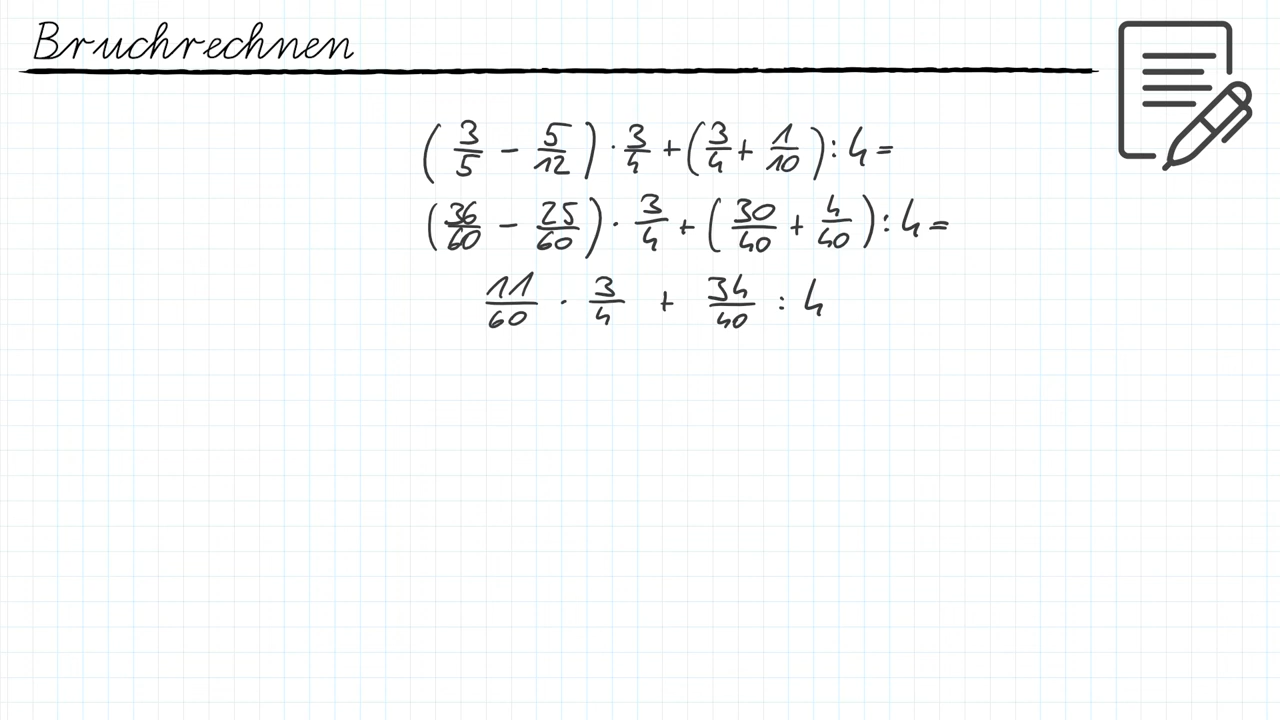 Bruchrechnen
(3/5 - 5/12) · 3/4 + (3/4 + 1/10) : 4 =
(36/60 - 25/60) · 3/4 + (30/40 + 4/40) : 4 =
11/60 · 3/4 + 34/40 : 4